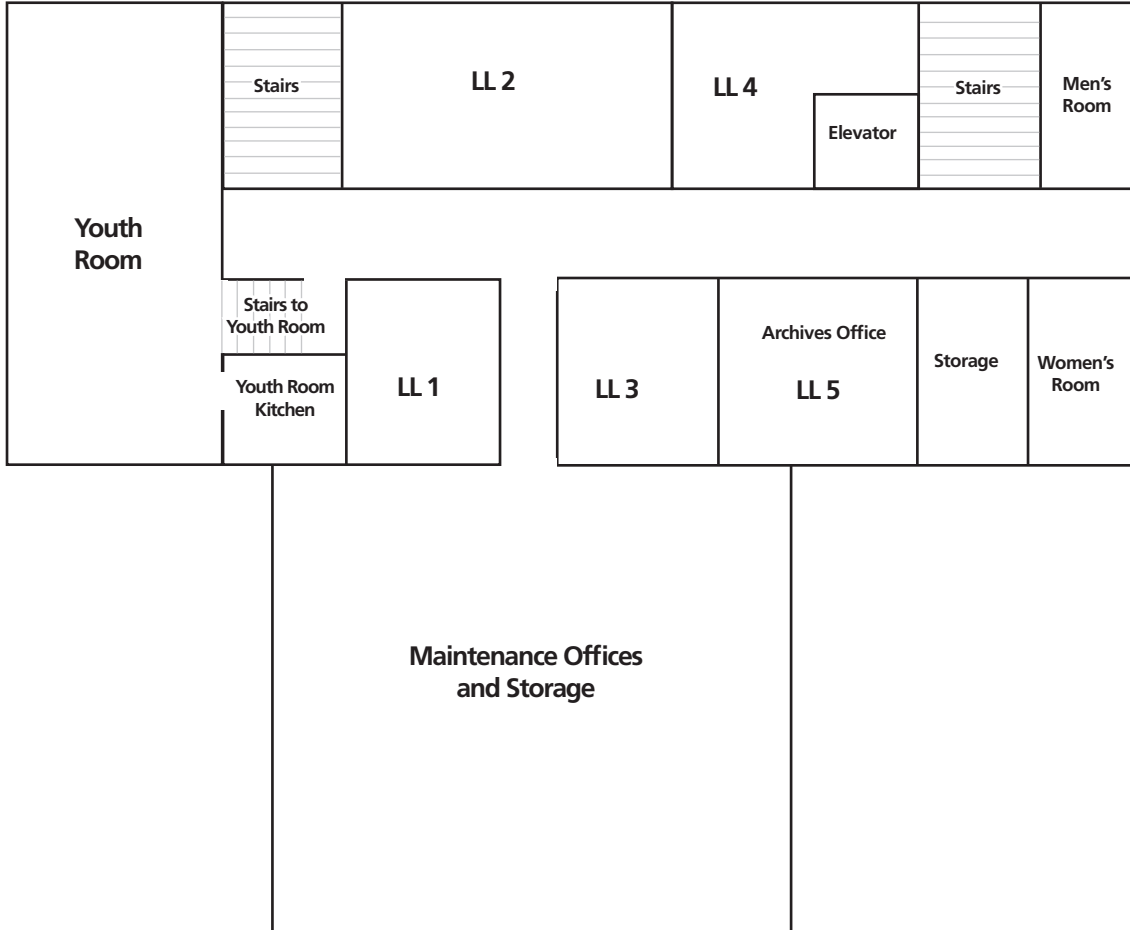 Stairs
LL 2
LL 4
Stairs
Men's
Room
Elevator
Youth
Room
Stairs to
Youth Room
Archives Office
Storage
Women's
Room
Youth Room
Kitchen
LL 1
LL 3
LL 5
Maintenance Offices
and Storage